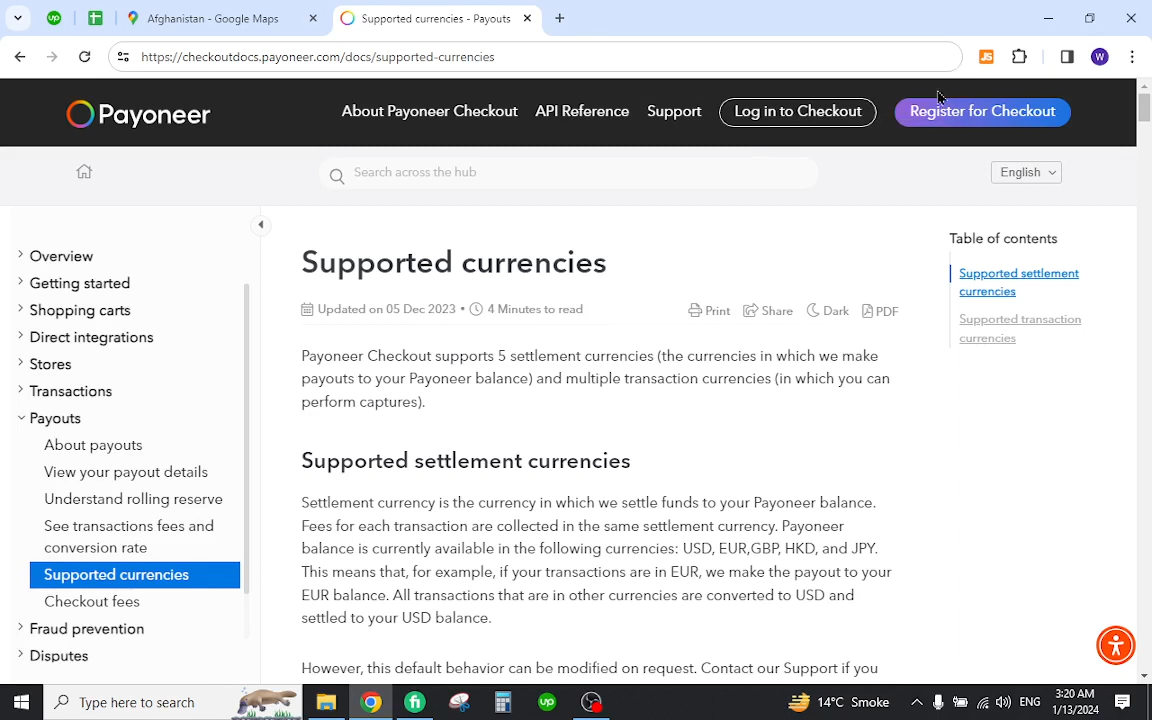 Afghanistan - Google Maps
Supported currencies - Payouts
https://checkoutdocs.payoneer.com/docs/supported-currencies
JS
W
Payoneer
About Payoneer Checkout
API Reference
Support
Log in to Checkout
Register for Checkout
Search across the hub
English
Overview
Getting started
Shopping carts
Direct integrations
Stores
Transactions
Payouts
About payouts
View your payout details
Understand rolling reserve
See transactions fees and
conversion rate
Supported currencies
Checkout fees
Fraud prevention
Disputes
Supported currencies
Updated on 05 Dec 2023 • 4 Minutes to read
Print
Share
Dark
PDF
Payoneer Checkout supports 5 settlement currencies (the currencies in which we make
payouts to your Payoneer balance) and multiple transaction currencies (in which you can
perform captures).
Supported settlement currencies
Settlement currency is the currency in which we settle funds to your Payoneer balance.
Fees for each transaction are collected in the same settlement currency. Payoneer
balance is currently available in the following currencies: USD, EUR,GBP, HKD, and JPY.
This means that, for example, if your transactions are in EUR, we make the payout to your
EUR balance. All transactions that are in other currencies are converted to USD and
settled to your USD balance.
However, this default behavior can be modified on request. Contact our Support if you
Table of contents
Supported settlement
currencies
Supported transaction
currencies
Type here to search
up
fi
up
14°C Smoke
ENG
3:20 AM
1/13/2024